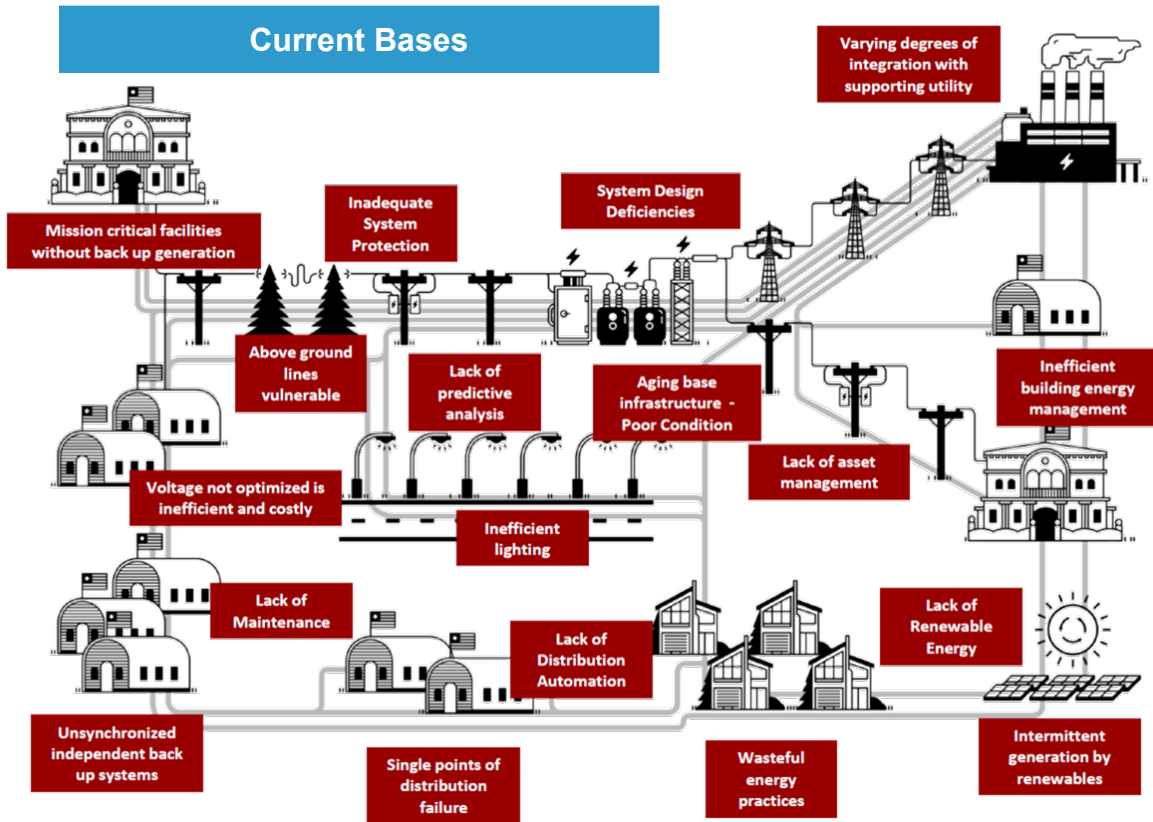 Current Bases
Varying degrees of
integration with
supporting utility
Mission critical facilities
without back up generation
Inadequate
System
Protection
System Design
Deficiencies
Above ground
lines
vulnerable
Lack of
predictive
analysis
Aging base
infrastructure -
Poor Condition
Inefficient
building energy
management
Lack of asset
management
Voltage not optimized is
inefficient and costly
Inefficient
lighting
Lack of
Maintenance
Lack of
Distribution
Automation
Lack of
Renewable
Energy
Unsynchronized
independent back
up systems
Single points of
distribution
failure
Wasteful
energy
practices
Intermittent
generation by
renewables